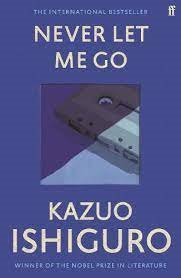 THE INTERNATIONAL BESTSELLER
ff
NEVER LET
ME GO
KAZUO
ISHIGURO
WINNER OF THE NOBEL PRIZE IN LITERATURE